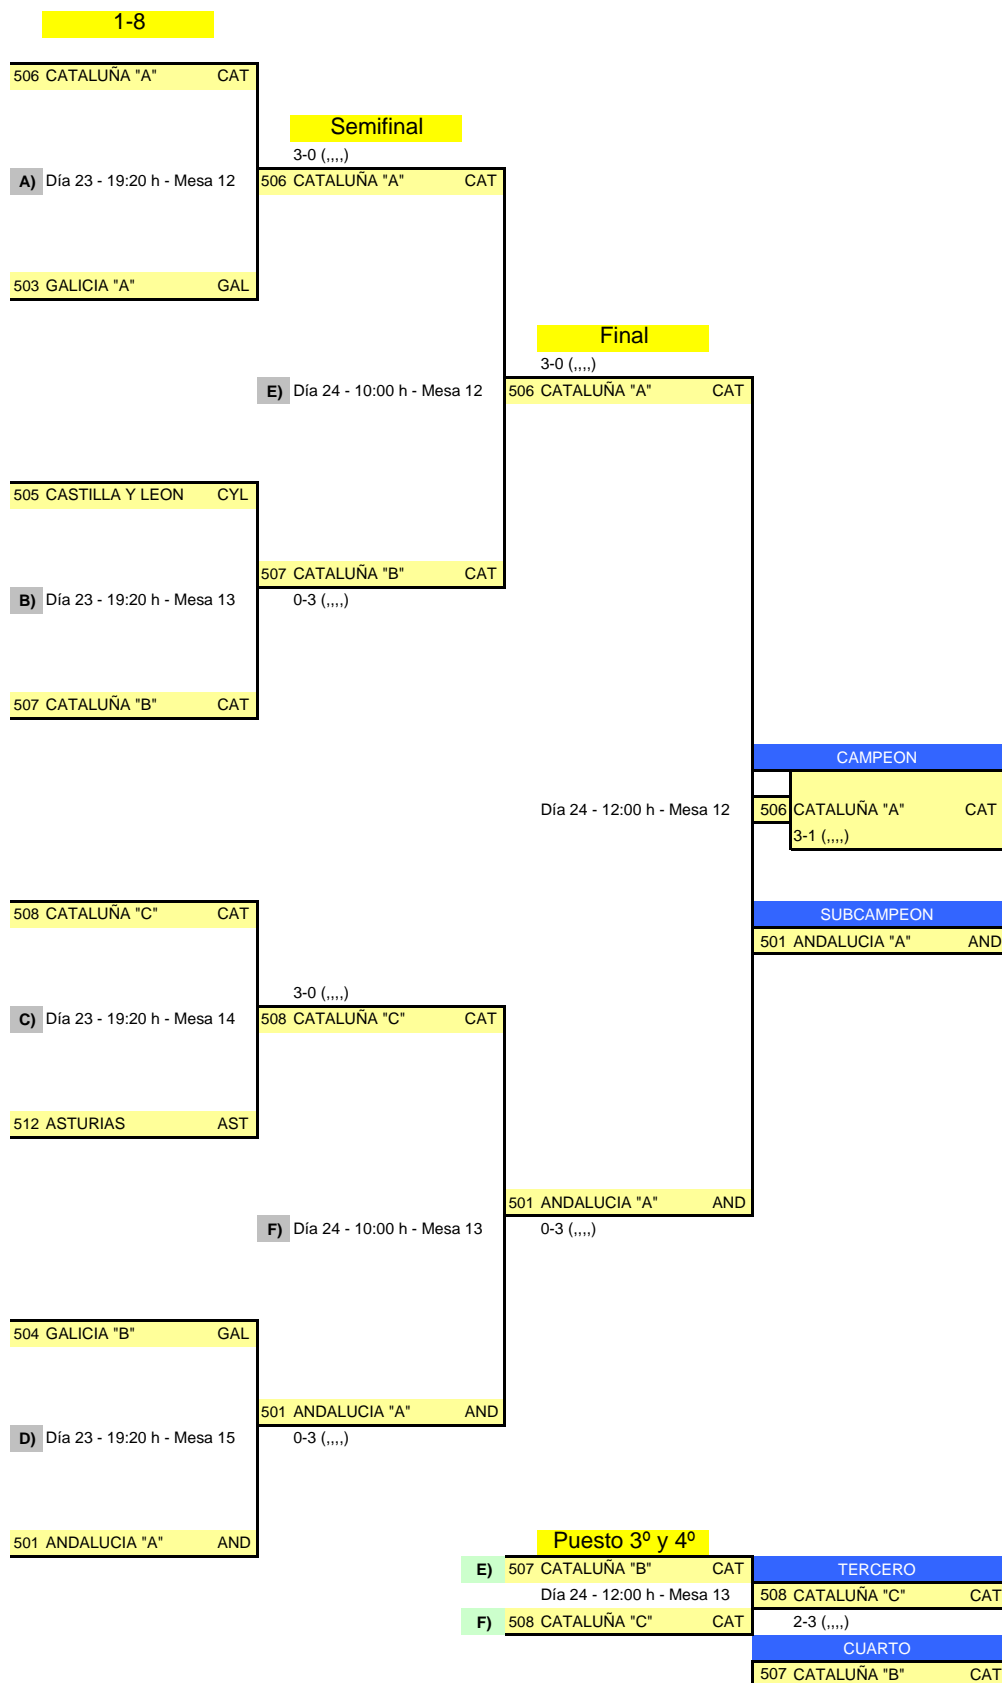 1-8
506 CATALUÑA "A" CAT
Semifinal
3-0 (,,,,)
A) Día 23 - 19:20 h - Mesa 12
506 CATALUÑA "A" CAT
503 GALICIA "A" GAL
Final
3-0 (,,,,)
E) Día 24 - 10:00 h - Mesa 12
506 CATALUÑA "A" CAT
505 CASTILLA Y LEON CYL
507 CATALUÑA "B" CAT
B) Día 23 - 19:20 h - Mesa 13
0-3 (,,,,)
507 CATALUÑA "B" CAT
CAMPEON
Día 24 - 12:00 h - Mesa 12
506 CATALUÑA "A" CAT
3-1 (,,,,)
508 CATALUÑA "C" CAT
SUBCAMPEON
501 ANDALUCIA "A" AND
3-0 (,,,,)
C) Día 23 - 19:20 h - Mesa 14
508 CATALUÑA "C" CAT
512 ASTURIAS AST
501 ANDALUCIA "A" AND
F) Día 24 - 10:00 h - Mesa 13
0-3 (,,,,)
504 GALICIA "B" GAL
501 ANDALUCIA "A" AND
D) Día 23 - 19:20 h - Mesa 15
0-3 (,,,,)
501 ANDALUCIA "A" AND
Puesto 3º y 4º
E) 507 CATALUÑA "B" CAT
TERCERO
Día 24 - 12:00 h - Mesa 13
508 CATALUÑA "C" CAT
F) 508 CATALUÑA "C" CAT
2-3 (,,,,)
CUARTO
507 CATALUÑA "B" CAT